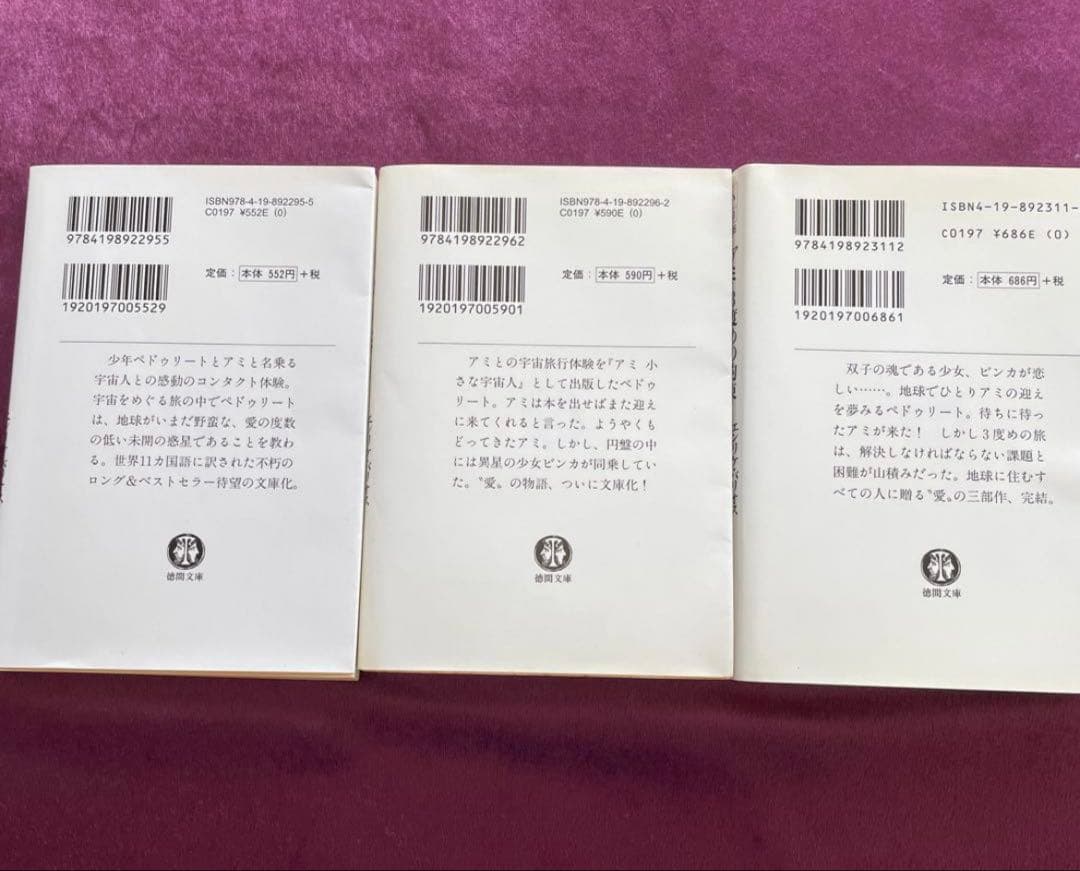 ISBN978-4-19-892295-5
C0197 ¥552E (0)
9784198922955
定価：本体 552円＋税
1920197005529
少年ペドゥリートとアミと名乗る
宇宙人との感動のコンタクト体験。
宇宙をめぐる旅の中でペドゥリート
は、地球がいまだ野蛮な、愛の度数
の低い未開の惑星であることを教わ
る。世界11カ国語に訳された不朽の
ロング＆ベストセラー待望の文庫化。
徳間文庫
ISBN978-4-19-892296-2
C0197 ¥590E (0)
9784198922962
定価：本体 590円＋税
1920197005901
アミとの宇宙旅行体験を『アミ 小
さな宇宙人』として出版したペドゥ
リート。アミは本を出せばまた迎え
に来てくれると言った。ようやくも
どってきたアミ。しかし、円盤の中
には異星の少女ビンカが同乗してい
た。〝愛〟の物語、ついに文庫化！
徳間文庫
エンリケ・バリオス
ISBN4-19-892311-
C0197 ¥686E (0)
9784198923112
定価：本体 686円＋税
1920197006861
双子の魂である少女、ビンカが恋
しい……。地球でひとりアミの迎え
を夢みるペドゥリート。待ちに待っ
たアミが来た！ しかし3度めの旅
は、解決しなければならない課題と
困難が山積みだった。地球に住むす
べての人に贈る〝愛〟の三部作、完結。
徳間文庫